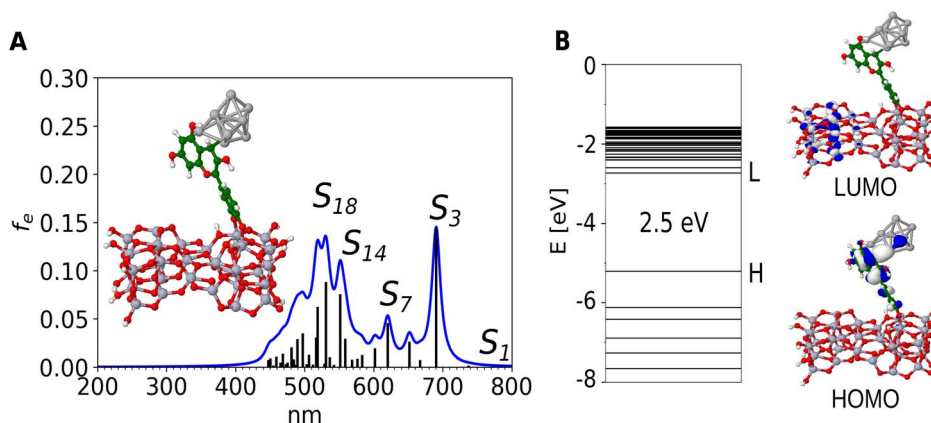 A
f_e
0.30
0.25
0.20
0.15
0.10
0.05
0.00
S_18
S_14
S_7
S_3
S_1
200 300 400 500 600 700 800
nm
B
E [eV]
0
-2
-4
-6
-8
L
2.5 eV
H
LUMO
HOMO